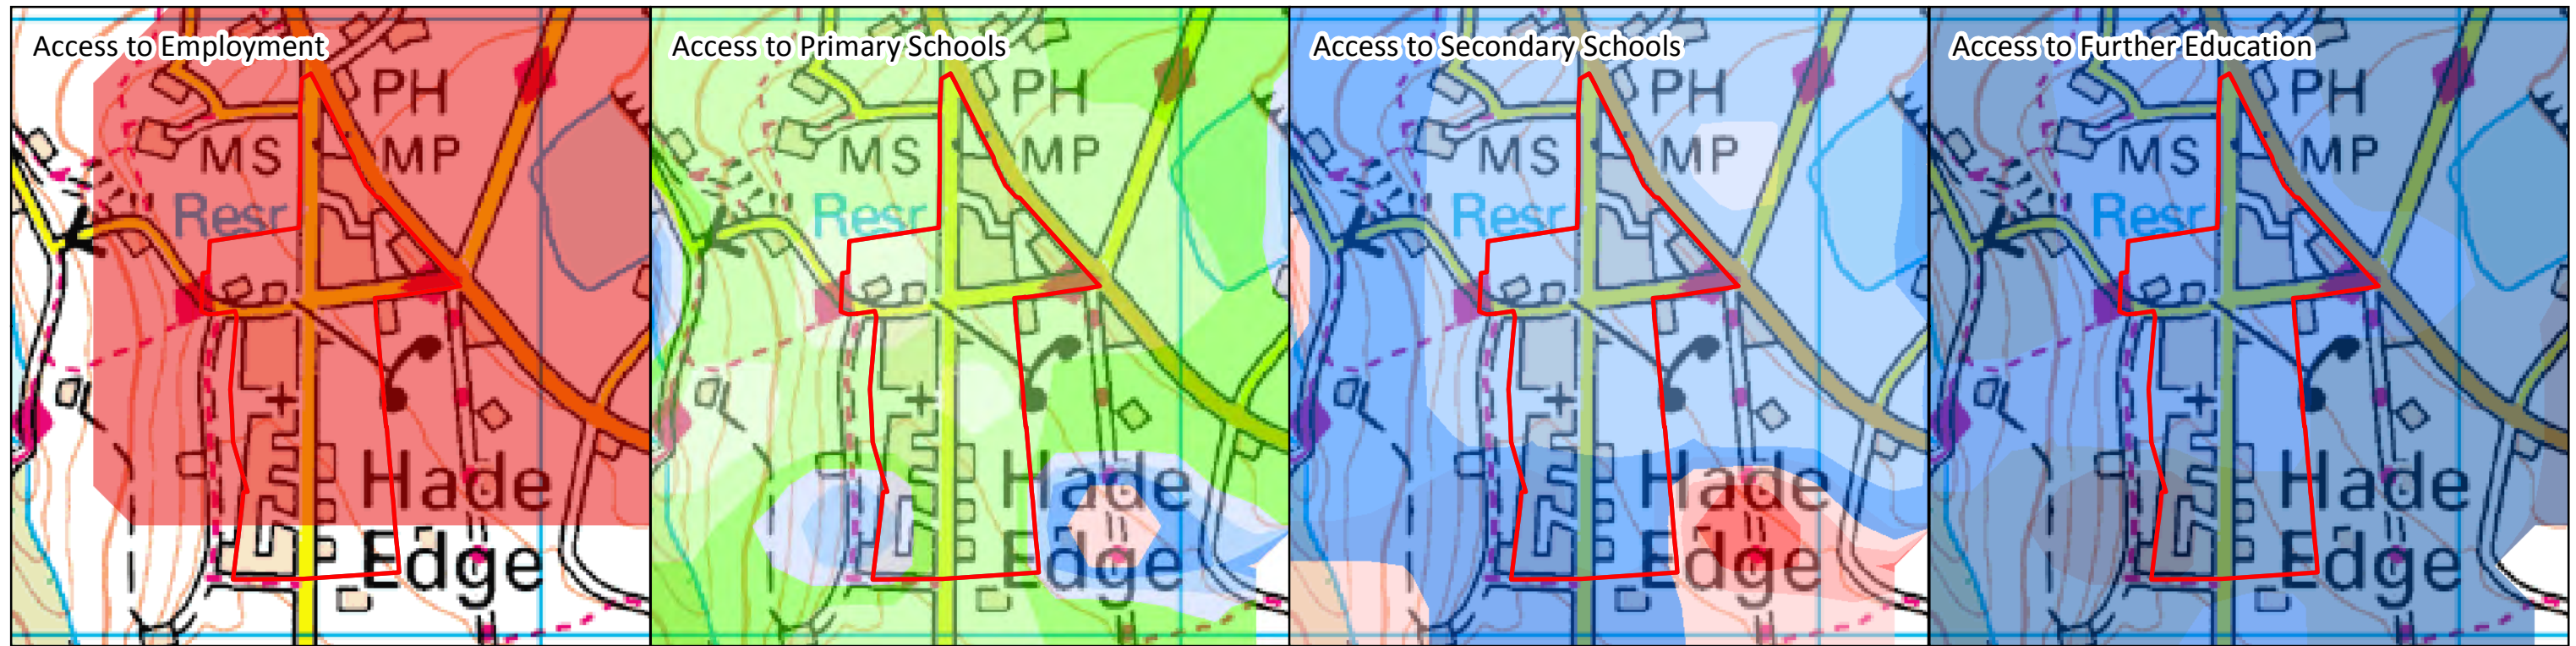 Access to Employment
PH
MS
MP
Resr
Hade
Edge
Access to Primary Schools
PH
MS
MP
Resr
Hade
Edge
Access to Secondary Schools
PH
MS
MP
Resr
Hade
Edge
Access to Further Education
PH
MS
MP
Resr
Hade
Edge